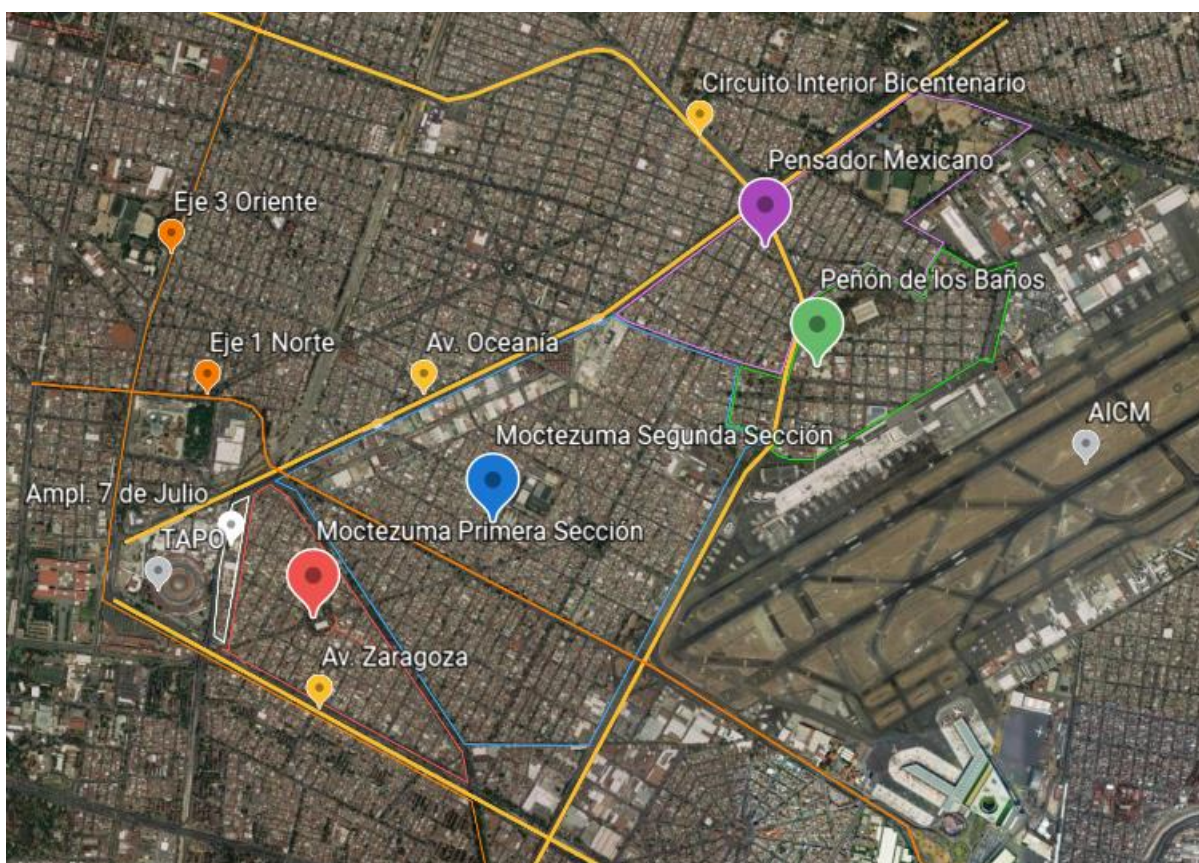 Circuito Interior Bicentenario
Pensador Mexicano
Eje 3 Oriente
Peñón de los Baños
Eje 1 Norte
Av. Oceanía
AICM
Moctezuma Segunda Sección
Ampl. 7 de Julio
Moctezuma Primera Sección
TAPO
Av. Zaragoza